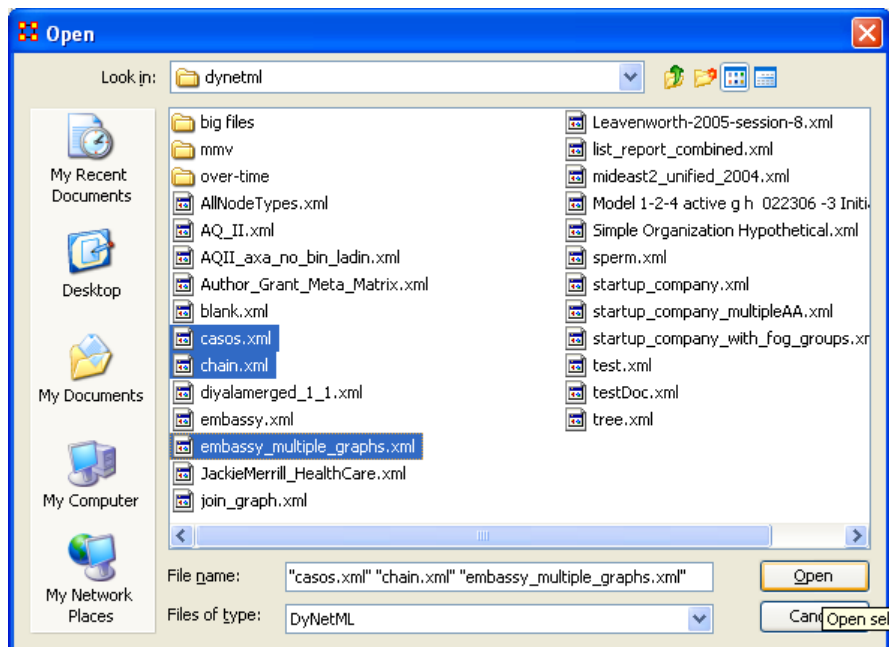 Open
Look in: dynetml
My Recent
Documents
Desktop
My Documents
My Computer
My Network
Places
big files
mmv
over-time
AllNodeTypes.xml
AQ_II.xml
AQII_axa_no_bin_ladin.xml
Author_Grant_Meta_Matrix.xml
blank.xml
casos.xml
chain.xml
diyalamerged_1_1.xml
embassy.xml
embassy_multiple_graphs.xml
JackieMerrill_HealthCare.xml
join_graph.xml
Leavenworth-2005-session-8.xml
list_report_combined.xml
mideast2_unified_2004.xml
Model 1-2-4 active g h 022306 -3 Initi
Simple Organization Hypothetical.xml
sperm.xml
startup_company.xml
startup_company_multipleAA.xml
startup_company_with_fog_groups.xr
test.xml
testDoc.xml
tree.xml
File name: "casos.xml" "chain.xml" "embassy_multiple_graphs.xml" Open
Files of type: DyNetML Canc
Open sel